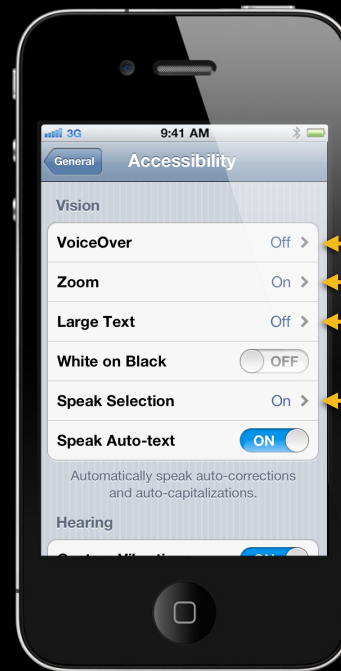 3G 9:41 AM
General Accessibility
Vision
VoiceOver Off
Zoom On
Large Text Off
White on Black OFF
Speak Selection On
Speak Auto-text ON
Automatically speak auto-corrections
and auto-capitalizations.
Hearing